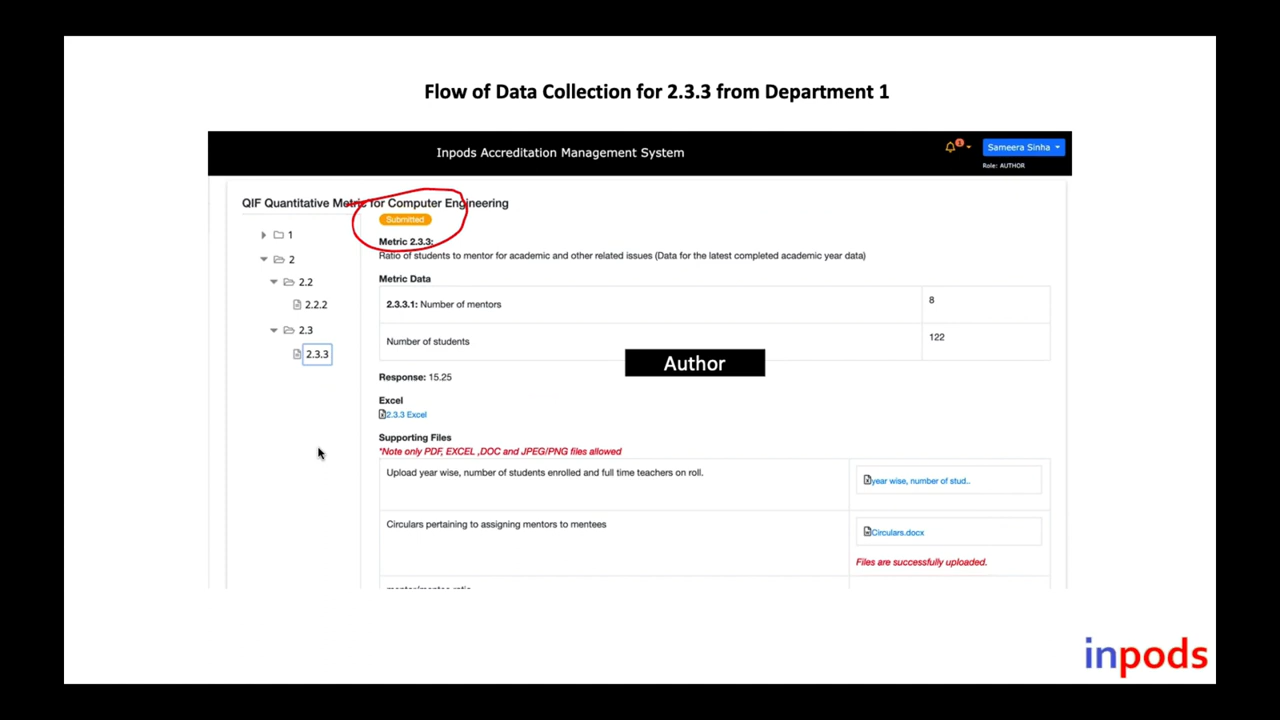 Flow of Data Collection for 2.3.3 from Department 1
Inpods Accreditation Management System
1
Sameera Sinha
Role: AUTHOR
QIF Quantitative Metric for Computer Engineering
Submitted
1
2
2.2
2.2.2
2.3
2.3.3
Metric 2.3.3:
Ratio of students to mentor for academic and other related issues (Data for the latest completed academic year data)
Metric Data
2.3.3.1: Number of mentors
8
Number of students
122
Author
Response: 15.25
Excel
2.3.3 Excel
Supporting Files
*Note only PDF, EXCEL ,DOC and JPEG/PNG files allowed
Upload year wise, number of students enrolled and full time teachers on roll.
year wise, number of stud..
Circulars pertaining to assigning mentors to mentees
Circulars.docx
Files are successfully uploaded.
mentor/mentee ratio
inpods